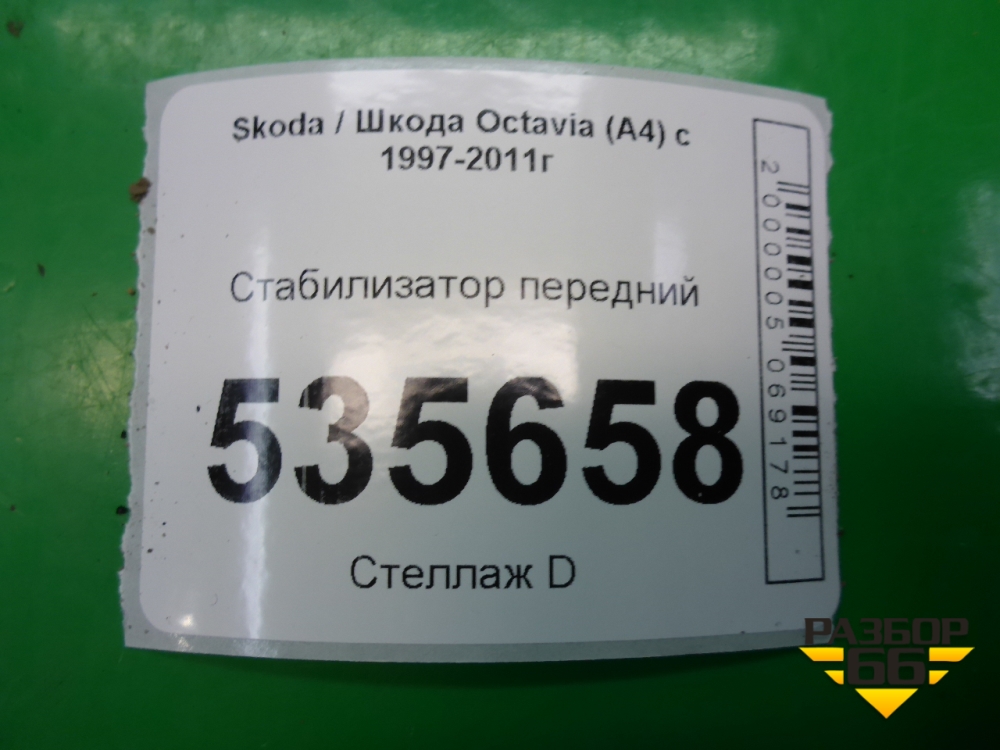 Skoda / Шкода Octavia (A4) с
1997-2011г
Стабилизатор передний
535658
Стеллаж D
2000005069178
РАЗБОР
66